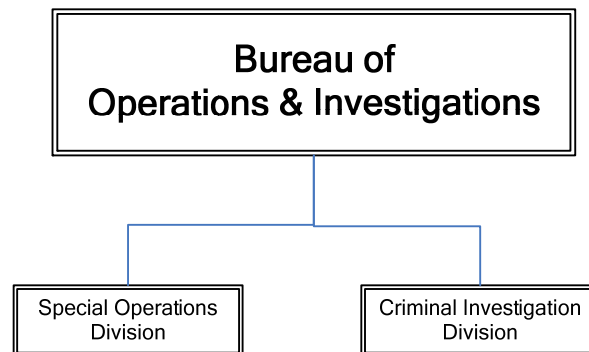 Bureau of
Operations & Investigations
Special Operations
Division
Criminal Investigation
Division